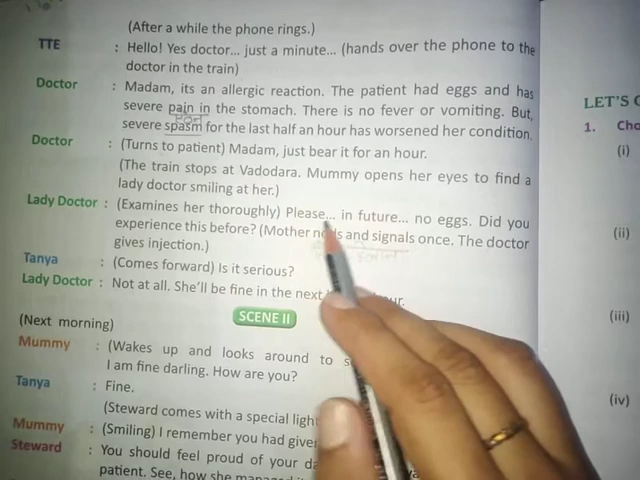 (After a while the phone rings.)
TTE : Hello! Yes doctor... just a minute... (hands over the phone to the
doctor in the train)
Doctor : Madam, its an allergic reaction. The patient had eggs and has
severe pain in the stomach. There is no fever or vomiting. But,
severe spasm for the last half an hour has worsened her condition.
Doctor : (Turns to patient) Madam, just bear it for an hour.
(The train stops at Vadodara. Mummy opens her eyes to find a
lady doctor smiling at her.)
Lady Doctor : (Examines her thoroughly) Please... in future... no eggs. Did you
experience this before? (Mother nods and signals once. The doctor
gives injection.)
Tanya : (Comes forward) Is it serious?
Lady Doctor : Not at all. She'll be fine in the next
SCENE II
(Next morning)
Mummy : (Wakes up and looks around to
I am fine darling. How are you?
Tanya : Fine.
(Steward comes with a special light
Mummy : (Smiling) I remember you had given
Steward : You should feel proud of your
patient. See, how she
LET'S
1.
(i)
(ii)
(iii)
(iv)